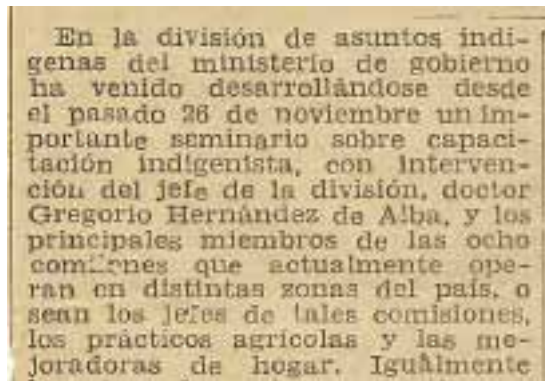 En la división de asuntos indí-
genas del ministerio de gobierno
ha venido desarrollándose desde
el pasado 26 de noviembre un im-
portante seminario sobre capaci-
tación indigenista, con interven-
ción del jefe de la división, doctor
Gregorio Hernández de Alba, y los
principales miembros de las ocho
que actualmente ope-
ran en distintas zonas del país, o
sean los jefes de tales comisiones,
los prácticos agrícolas y las me-
joradoras de hogar. Igualmente